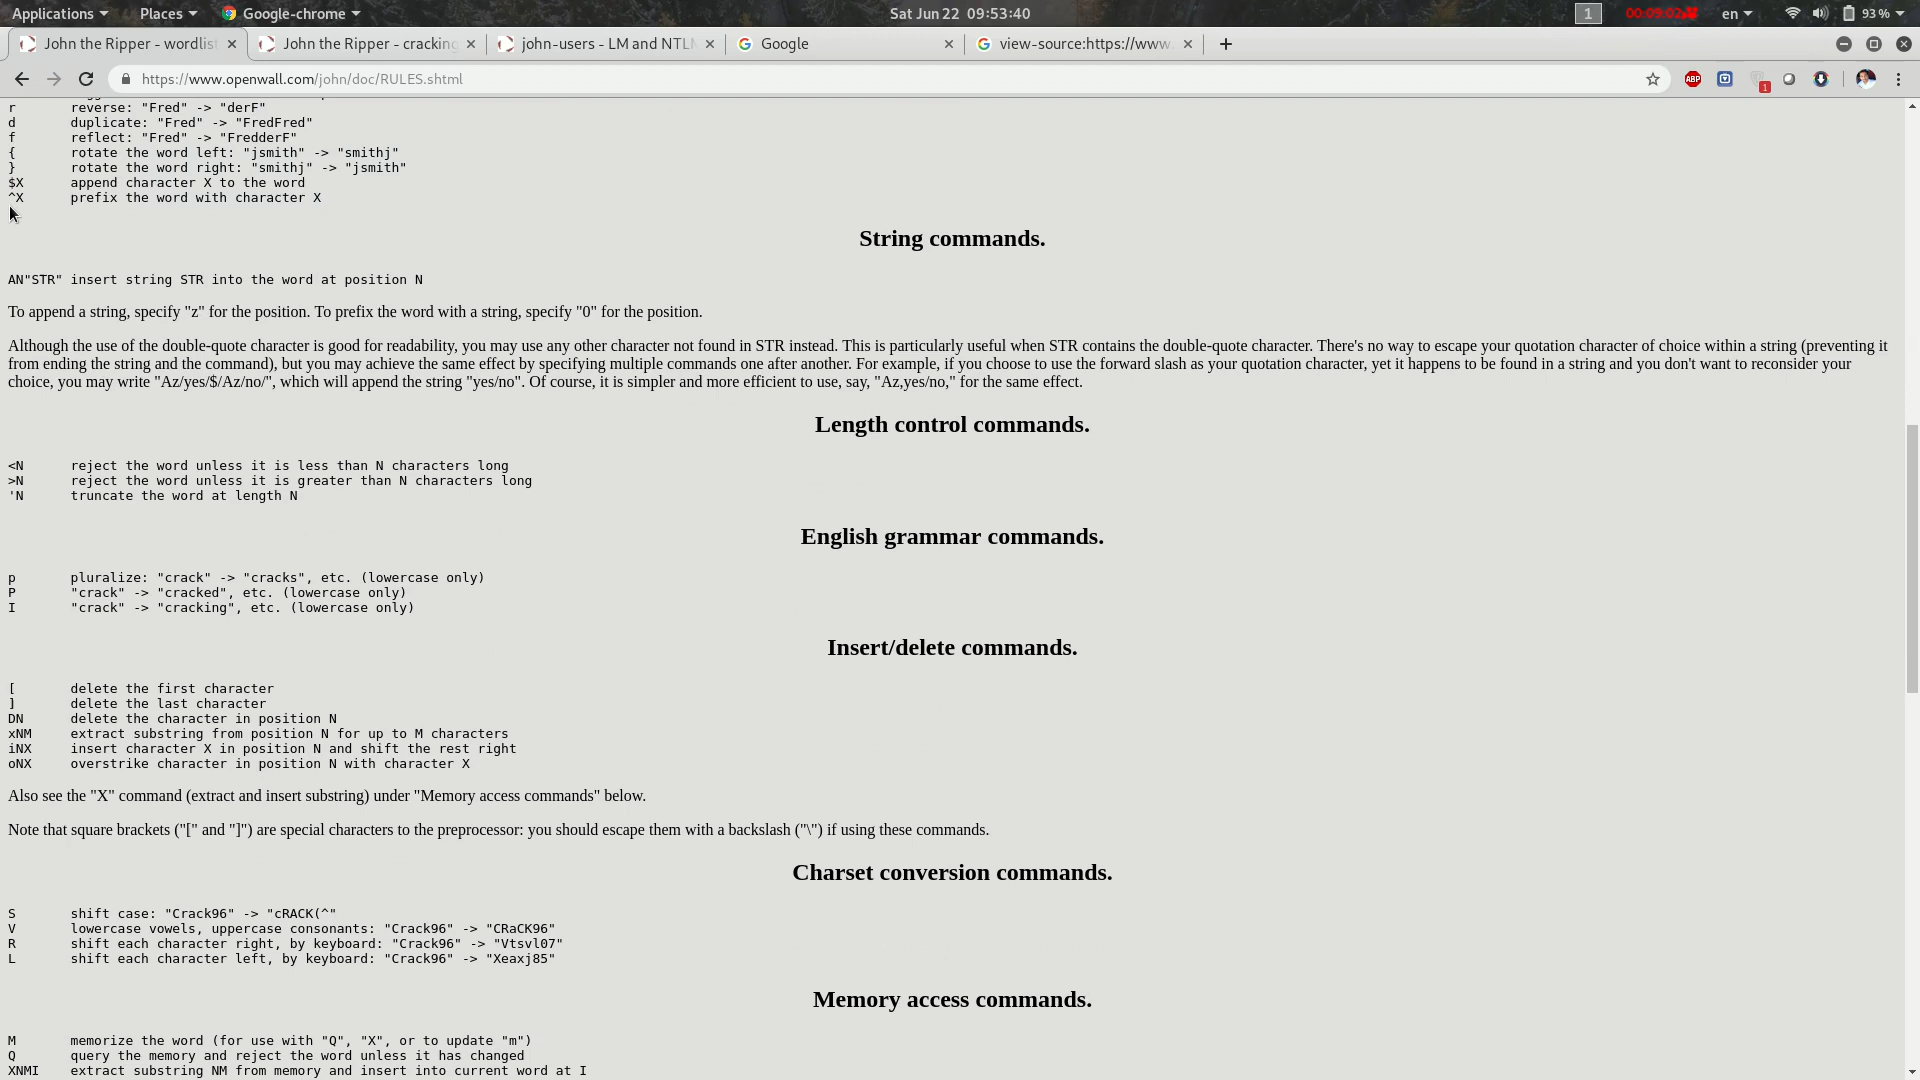 Applications Places Google-chrome Sat Jun 22 09:53:40 1 00:09:02 en 93%
John the Ripper - wordlist John the Ripper - cracking john-users - LM and NTLM Google view-source:https://www.
https://www.openwall.com/john/doc/RULES.shtml ABP 1
r reverse: "Fred" -> "derF"
d duplicate: "Fred" -> "FredFred"
f reflect: "Fred" -> "FredderF"
{ rotate the word left: "jsmith" -> "smithj"
} rotate the word right: "smithj" -> "jsmith"
$X append character X to the word
^X prefix the word with character X
String commands.
AN"STR" insert string STR into the word at position N
To append a string, specify "z" for the position. To prefix the word with a string, specify "0" for the position.
Although the use of the double-quote character is good for readability, you may use any other character not found in STR instead. This is particularly useful when STR contains the double-quote character. There's no way to escape your quotation character of choice within a string (preventing it
from ending the string and the command), but you may achieve the same effect by specifying multiple commands one after another. For example, if you choose to use the forward slash as your quotation character, yet it happens to be found in a string and you don't want to reconsider your
choice, you may write "Az/yes/$/Az/no/", which will append the string "yes/no". Of course, it is simpler and more efficient to use, say, "Az,yes/no," for the same effect.
Length control commands.
<N reject the word unless it is less than N characters long
>N reject the word unless it is greater than N characters long
'N truncate the word at length N
English grammar commands.
p pluralize: "crack" -> "cracks", etc. (lowercase only)
P "crack" -> "cracked", etc. (lowercase only)
I "crack" -> "cracking", etc. (lowercase only)
Insert/delete commands.
[ delete the first character
] delete the last character
DN delete the character in position N
xNM extract substring from position N for up to M characters
iNX insert character X in position N and shift the rest right
oNX overstrike character in position N with character X
Also see the "X" command (extract and insert substring) under "Memory access commands" below.
Note that square brackets ("[" and "]") are special characters to the preprocessor: you should escape them with a backslash ("\") if using these commands.
Charset conversion commands.
S shift case: "Crack96" -> "cRACK(^"
V lowercase vowels, uppercase consonants: "Crack96" -> "CRaCK96"
R shift each character right, by keyboard: "Crack96" -> "Vtsvl07"
L shift each character left, by keyboard: "Crack96" -> "Xeaxj85"
Memory access commands.
M memorize the word (for use with "Q", "X", or to update "m")
Q query the memory and reject the word unless it has changed
XNMI extract substring NM from memory and insert into current word at I